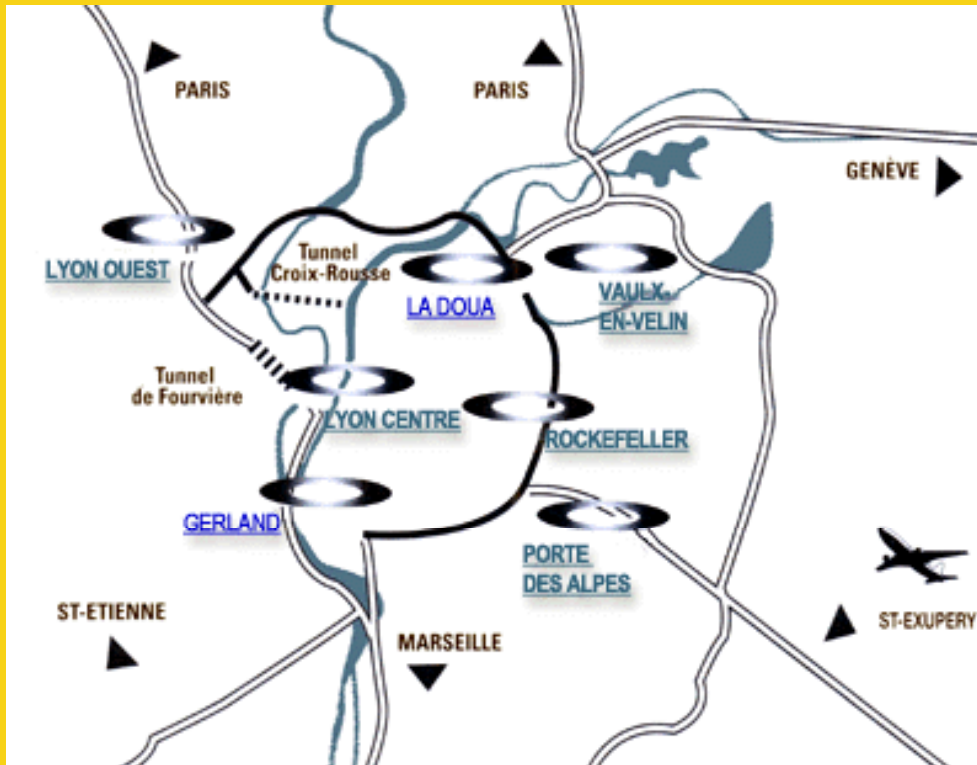 PARIS
PARIS
GENÈVE
LYON OUEST
Tunnel
Croix-Rousse
LA DOUA
VAULX-
EN-VELIN
Tunnel
de Fourvière
LYON CENTRE
ROCKEFELLER
GERLAND
PORTE
DES ALPES
ST-ETIENNE
MARSEILLE
ST-EXUPERY